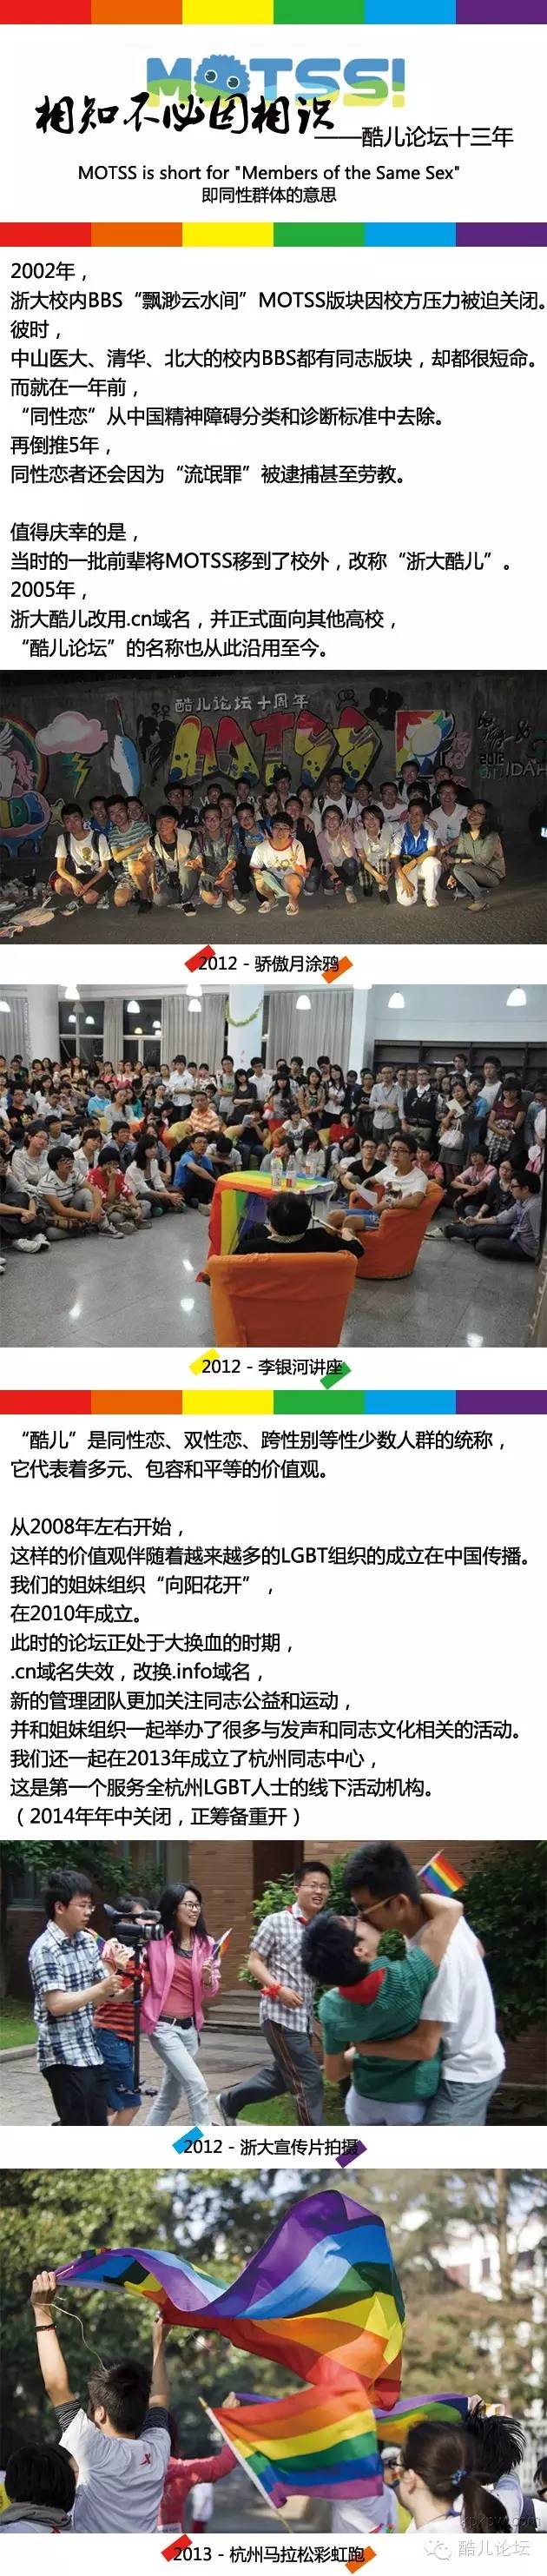 MOTSS!
相知不必因相识
——酷儿论坛十三年
MOTSS is short for "Members of the Same Sex"
即同性群体的意思
2002年，
浙大校内BBS“飘渺云水间”MOTSS版块因校方压力被迫关闭。
彼时，
中山医大、清华、北大的校内BBS都有同志版块，却都很短命。
而就在一年前，
“同性恋”从中国精神障碍分类和诊断标准中去除。
再倒推5年，
同性恋者还会因为“流氓罪”被逮捕甚至劳教。
值得庆幸的是，
当时的一批前辈将MOTSS移到了校外，改称“浙大酷儿”。
2005年，
浙大酷儿改用.cn域名，并正式面向其他高校，
“酷儿论坛”的名称也从此沿用至今。
酷儿论坛十周年
MOTSS
2012
IDAH
2012 - 骄傲月涂鸦
2012 - 李银河讲座
“酷儿”是同性恋、双性恋、跨性别等性少数人群的统称，
它代表着多元、包容和平等的价值观。
从2008年左右开始，
这样的价值观伴随着越来越多的LGBT组织的成立在中国传播。
我们的姐妹组织“向阳花开”，
在2010年成立。
此时的论坛正处于大换血的时期，
.cn域名失效，改换.info域名，
新的管理团队更加关注同志公益和运动，
并和姐妹组织一起举办了很多与发声和同志文化相关的活动。
我们还一起在2013年成立了杭州同志中心，
这是第一个服务全杭州LGBT人士的线下活动机构。
（2014年年中关闭，正筹备重开）
2012 - 浙大宣传片拍摄
酷儿论坛
2013 - 杭州马拉松彩虹跑